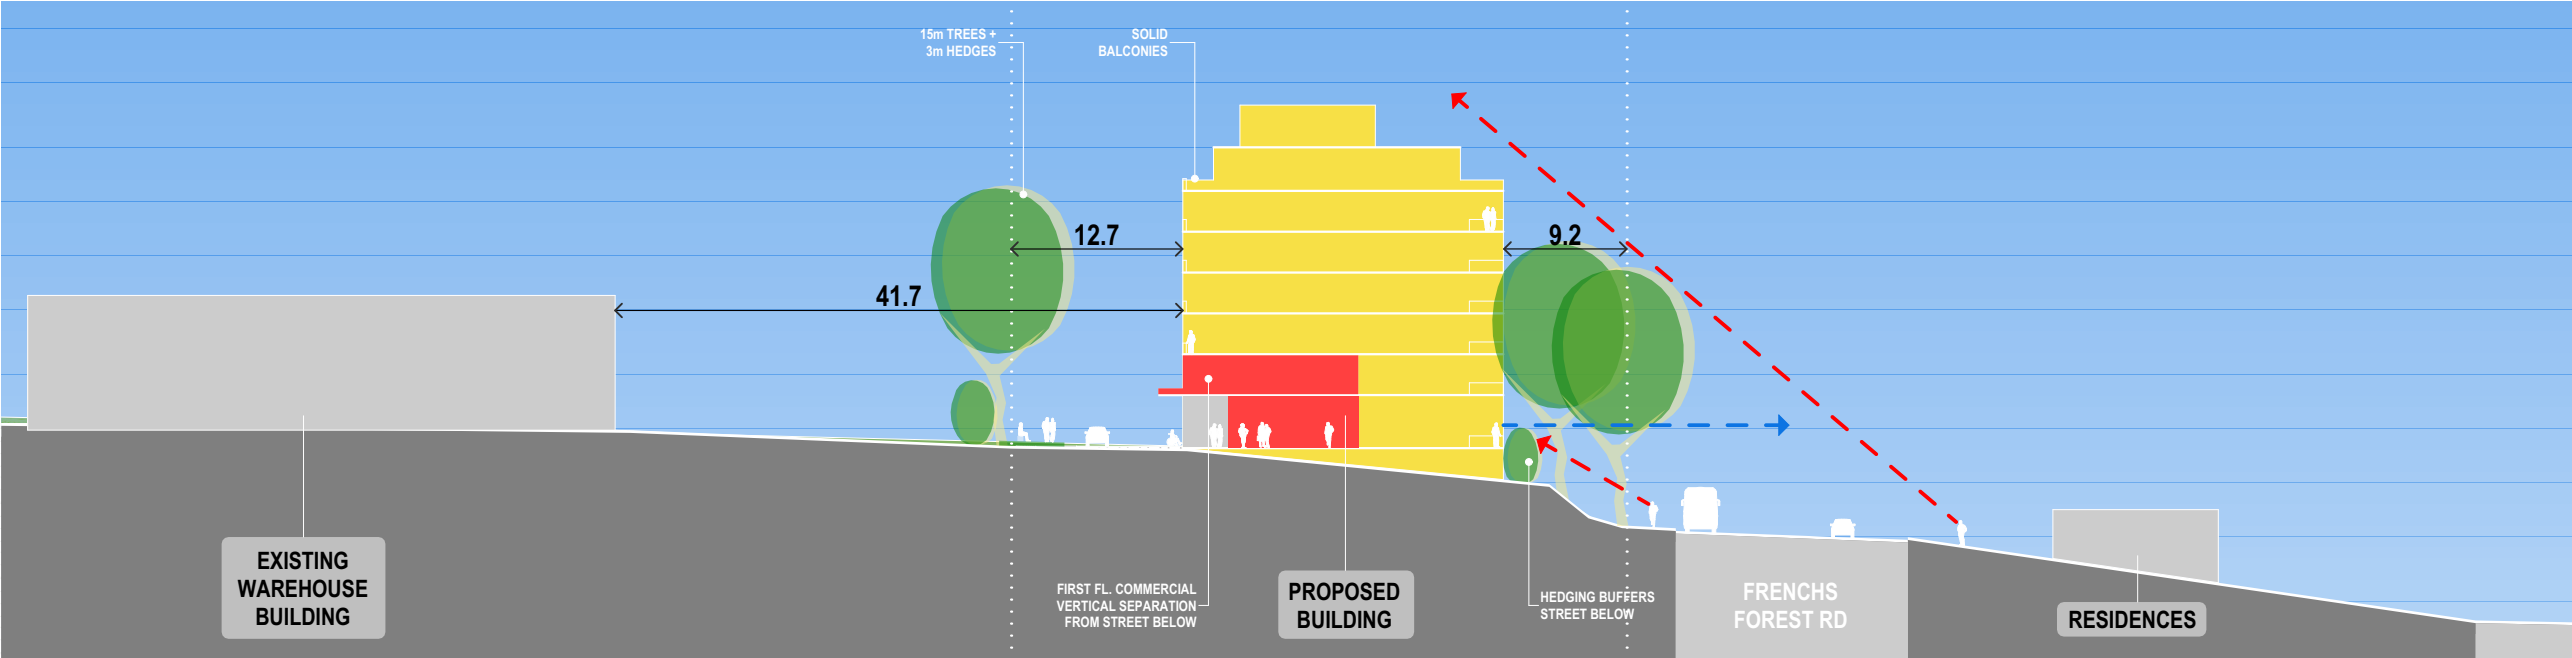 15m TREES +
3m HEDGES
SOLID
BALCONIES
12.7
9.2
41.7
EXISTING
WAREHOUSE
BUILDING
FIRST FL. COMMERCIAL
VERTICAL SEPARATION
FROM STREET BELOW
PROPOSED
BUILDING
HEDGING BUFFERS
STREET BELOW
FRENCHS
FOREST RD
RESIDENCES